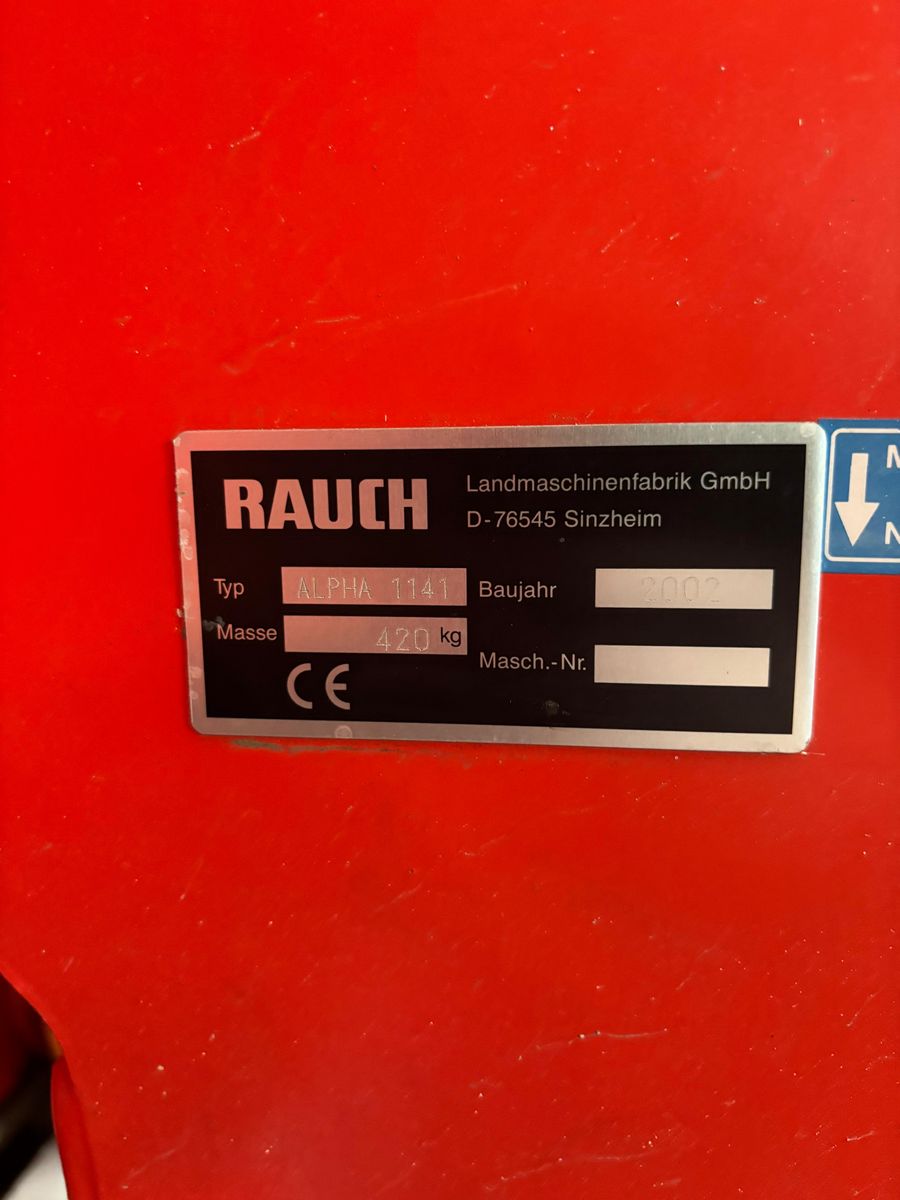 RAUCH
Landmaschinenfabrik GmbH
D-76545 Sinzheim
Typ ALPHA 1141 Baujahr 2002
Masse 420 kg
Masch.-Nr.
CE